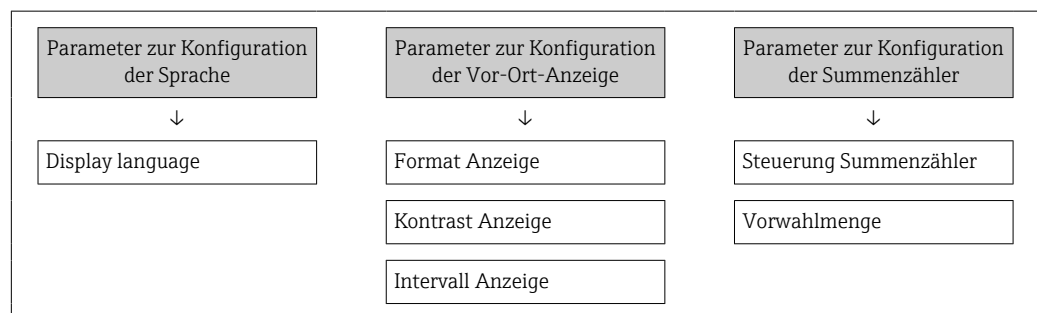 Parameter zur Konfiguration
der Sprache
↓
Display language
Parameter zur Konfiguration
der Vor-Ort-Anzeige
↓
Format Anzeige
Kontrast Anzeige
Intervall Anzeige
Parameter zur Konfiguration
der Summenzähler
↓
Steuerung Summenzähler
Vorwahlmenge